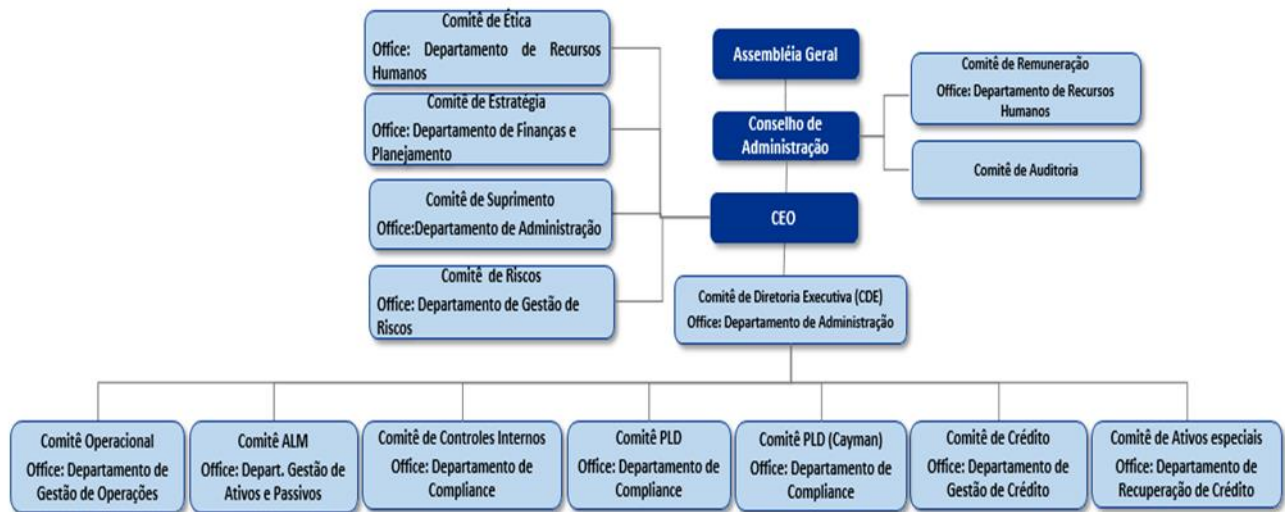 Comitê de Ética
Office: Departamento de Recursos
Humanos
Comitê de Estratégia
Office: Departamento de Finanças e
Planejamento
Comitê de Suprimento
Office:Departamento de Administração
Comitê de Riscos
Office: Departamento de Gestão de
Riscos
Assembléia Geral
Conselho de
Administração
CEO
Comitê de Remuneração
Office: Departamento de Recursos
Humanos
Comitê de Auditoria
Comitê de Diretoria Executiva (CDE)
Office: Departamento de Administração
Comitê Operacional
Office: Departamento de
Gestão de Operações
Comitê ALM
Office: Depart. Gestão de
Ativos e Passivos
Comitê de Controles Internos
Office: Departamento de
Compliance
Comitê PLD
Office: Departamento de
Compliance
Comitê PLD (Cayman)
Office: Departamento de
Compliance
Comitê de Crédito
Office: Departamento de
Gestão de Crédito
Comitê de Ativos especiais
Office: Departamento de
Recuperação de Crédito